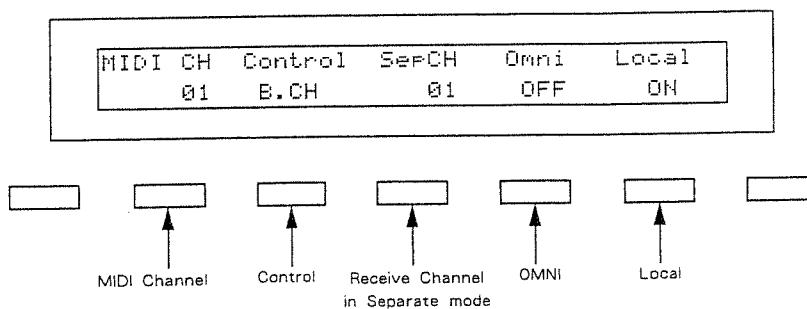 MIDI CH Control SepCH Omni Local
01 B.CH 01 OFF ON
MIDI Channel Control Receive Channel OMNI Local
in Separate mode